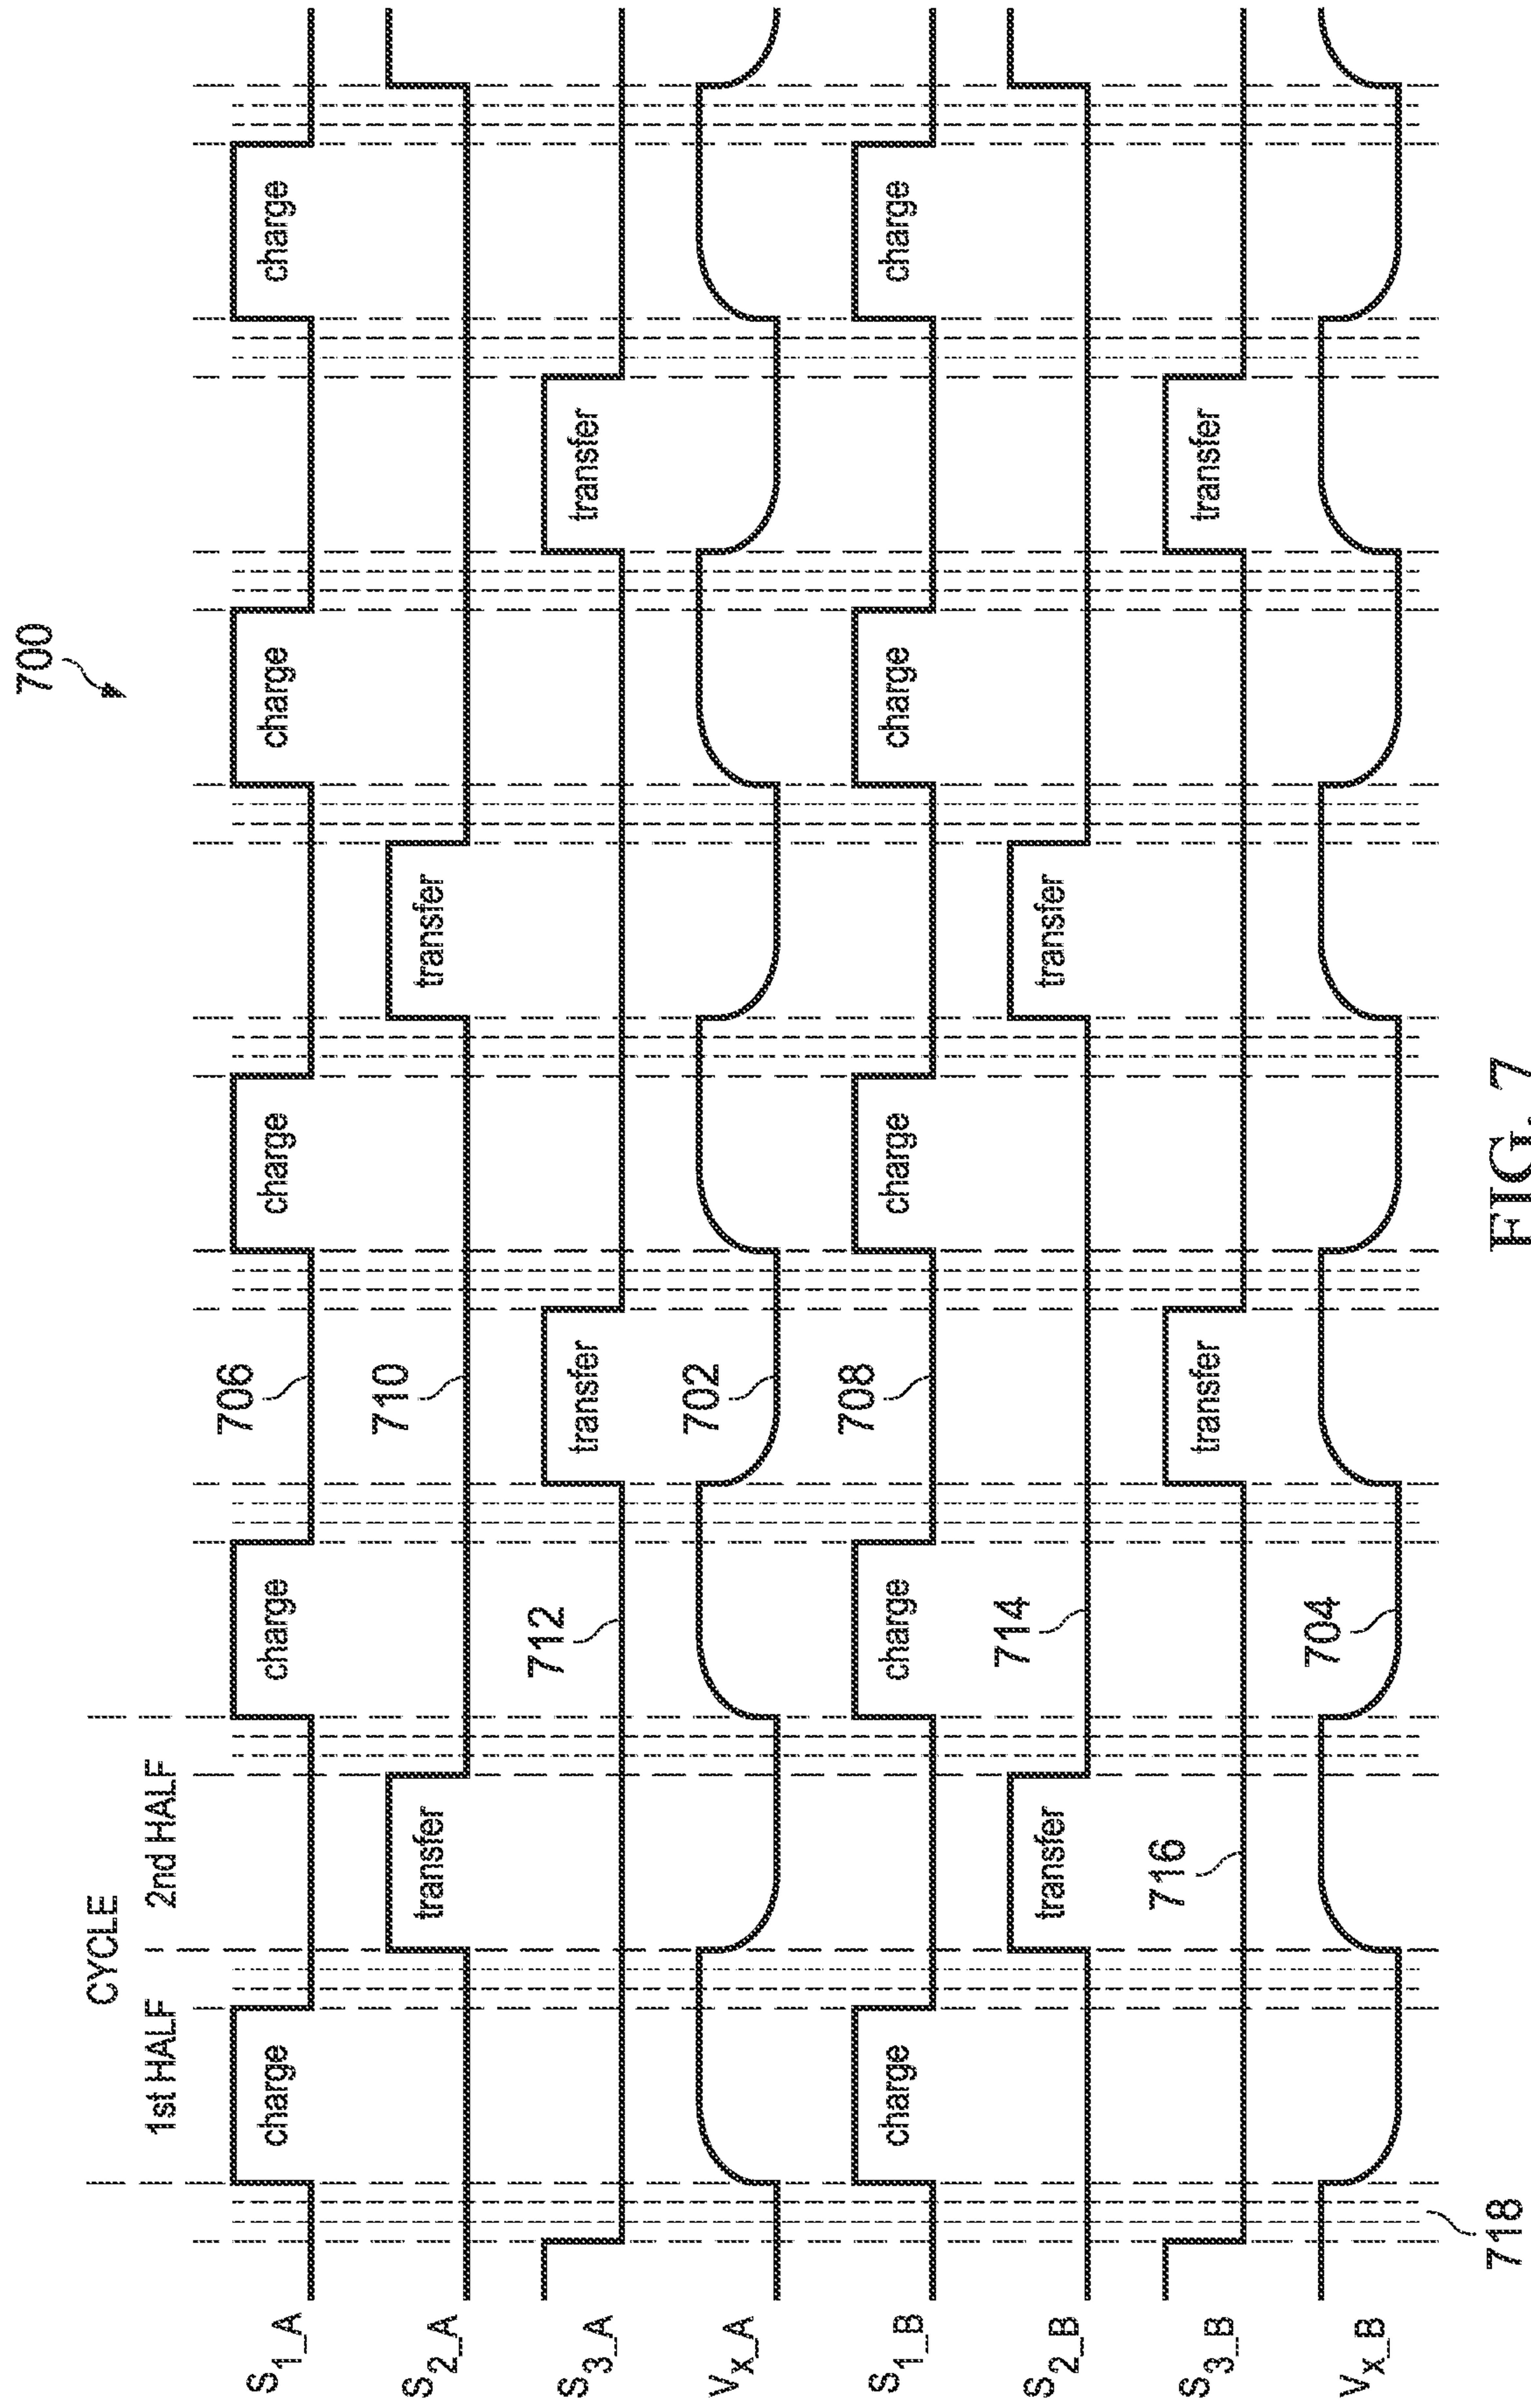 700
CYCLE
1st HALF 2nd HALF
S1_A charge charge 706 charge charge charge
S2_A transfer 710 transfer
S3_A 712 transfer transfer
Vx_A 702
S1_B charge charge 708 charge charge charge
S2_B transfer 714 transfer
S3_B 716 transfer transfer
Vx_B 704
718
FIG. 7